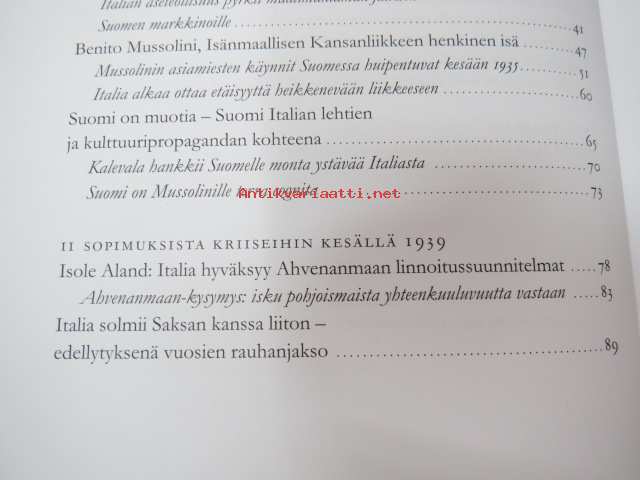 Italian aseteollisuus pyrkii
Suomen markkinoille 41
Benito Mussolini, Isänmaallisen Kansanliikkeen henkinen isä 47
Mussolinin asiamiesten käynnit Suomessa huipentuvat kesään 1935 51
Italia alkaa ottaa etäisyyttä heikkenevään liikkeeseen 60
Suomi on muotia – Suomi Italian lehtien
ja kulttuuripropagandan kohteena 65
Kalevala hankkii Suomelle monta ystävää Italiasta 70
Suomi on Mussolinille 73
Antikvariaatti.net
II SOPIMUKSISTA KRIISEIHIN KESÄLLÄ 1939
Isole Aland: Italia hyväksyy Ahvenanmaan linnoitussuunnitelmat 78
Ahvenanmaan-kysymys: isku pohjoismaista yhteenkuuluvuutta vastaan 83
Italia solmii Saksan kanssa liiton –
edellytyksenä vuosien rauhanjakso 89